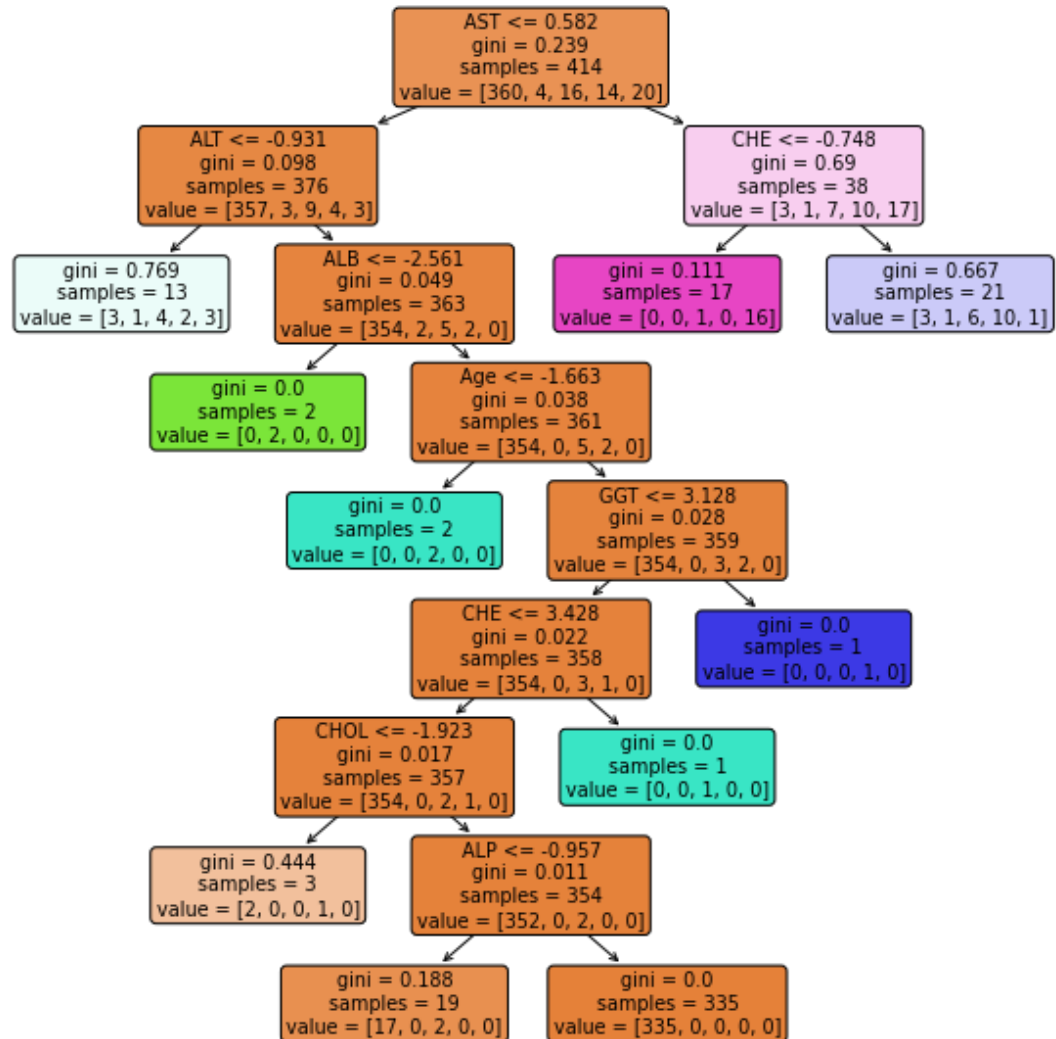 AST <= 0.582
gini = 0.239
samples = 414
value = [360, 4, 16, 14, 20]
ALT <= -0.931
gini = 0.098
samples = 376
value = [357, 3, 9, 4, 3]
CHE <= -0.748
gini = 0.69
samples = 38
value = [3, 1, 7, 10, 17]
gini = 0.769
samples = 13
value = [3, 1, 4, 2, 3]
ALB <= -2.561
gini = 0.049
samples = 363
value = [354, 2, 5, 2, 0]
gini = 0.111
samples = 17
value = [0, 0, 1, 0, 16]
gini = 0.667
samples = 21
value = [3, 1, 6, 10, 1]
gini = 0.0
samples = 2
value = [0, 2, 0, 0, 0]
Age <= -1.663
gini = 0.038
samples = 361
value = [354, 0, 5, 2, 0]
gini = 0.0
samples = 2
value = [0, 0, 2, 0, 0]
GGT <= 3.128
gini = 0.028
samples = 359
value = [354, 0, 3, 2, 0]
CHE <= 3.428
gini = 0.022
samples = 358
value = [354, 0, 3, 1, 0]
gini = 0.0
samples = 1
value = [0, 0, 0, 1, 0]
CHOL <= -1.923
gini = 0.017
samples = 357
value = [354, 0, 2, 1, 0]
gini = 0.0
samples = 1
value = [0, 0, 1, 0, 0]
gini = 0.444
samples = 3
value = [2, 0, 0, 1, 0]
ALP <= -0.957
gini = 0.011
samples = 354
value = [352, 0, 2, 0, 0]
gini = 0.188
samples = 19
value = [17, 0, 2, 0, 0]
gini = 0.0
samples = 335
value = [335, 0, 0, 0, 0]